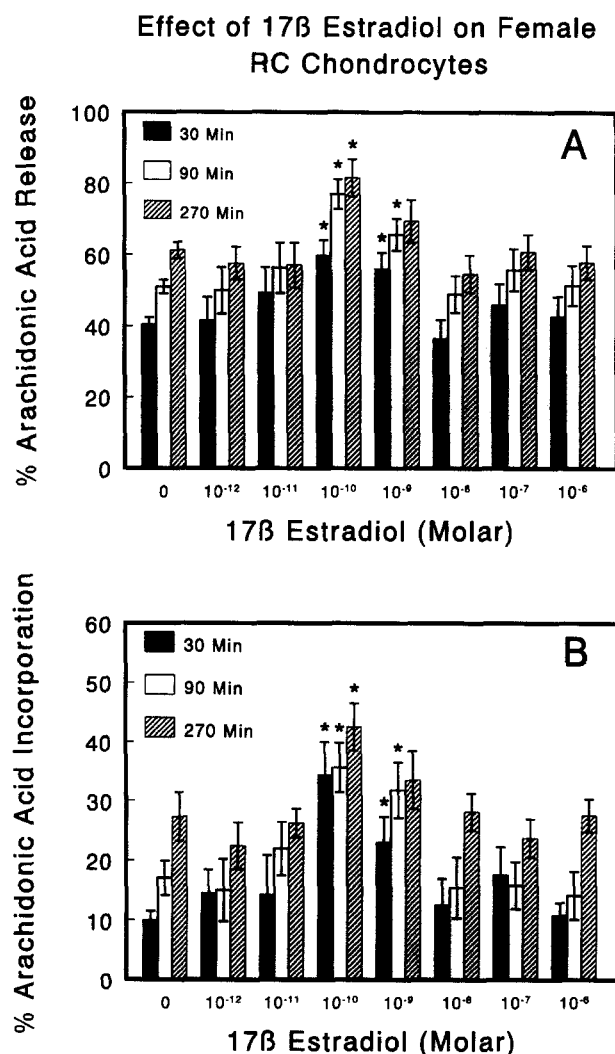 Effect of 17ß Estradiol on Female
RC Chondrocytes
A
30 Min
90 Min
270 Min
% Arachidonic Acid Release
100
80
60
40
20
0
* * * * *
0 10⁻¹² 10⁻¹¹ 10⁻¹⁰ 10⁻⁹ 10⁻⁸ 10⁻⁷ 10⁻⁶
17ß Estradiol (Molar)
B
30 Min
90 Min
270 Min
% Arachidonic Acid Incorporation
60
50
40
30
20
10
0
* * * * *
0 10⁻¹² 10⁻¹¹ 10⁻¹⁰ 10⁻⁹ 10⁻⁸ 10⁻⁷ 10⁻⁶
17ß Estradiol (Molar)